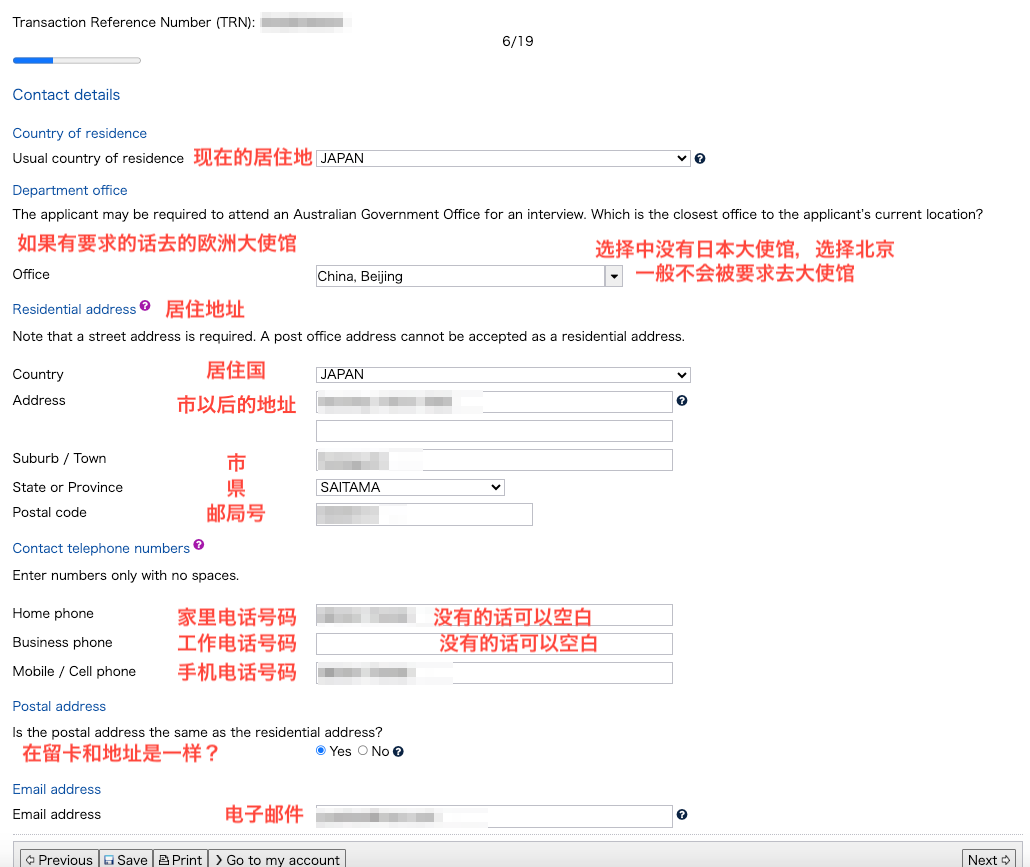 Transaction Reference Number (TRN):
6/19
Contact details
Country of residence
Usual country of residence 现在的居住地 JAPAN
Department office
The applicant may be required to attend an Australian Government Office for an interview. Which is the closest office to the applicant's current location?
如果有要求的话去的欧洲大使馆
选择中没有日本大使馆，选择北京
一般不会被要求去大使馆
Office China, Beijing
Residential address 居住地址
Note that a street address is required. A post office address cannot be accepted as a residential address.
Country 居住国 JAPAN
Address 市以后的地址
Suburb / Town 市
State or Province 県 SAITAMA
Postal code 邮局号
Contact telephone numbers
Enter numbers only with no spaces.
Home phone 家里电话号码 没有的话可以空白
Business phone 工作电话号码 没有的话可以空白
Mobile / Cell phone 手机电话号码
Postal address
Is the postal address the same as the residential address?
在留卡和地址是一样？ Yes No
Email address
Email address 电子邮件
Previous Save Print Go to my account Next